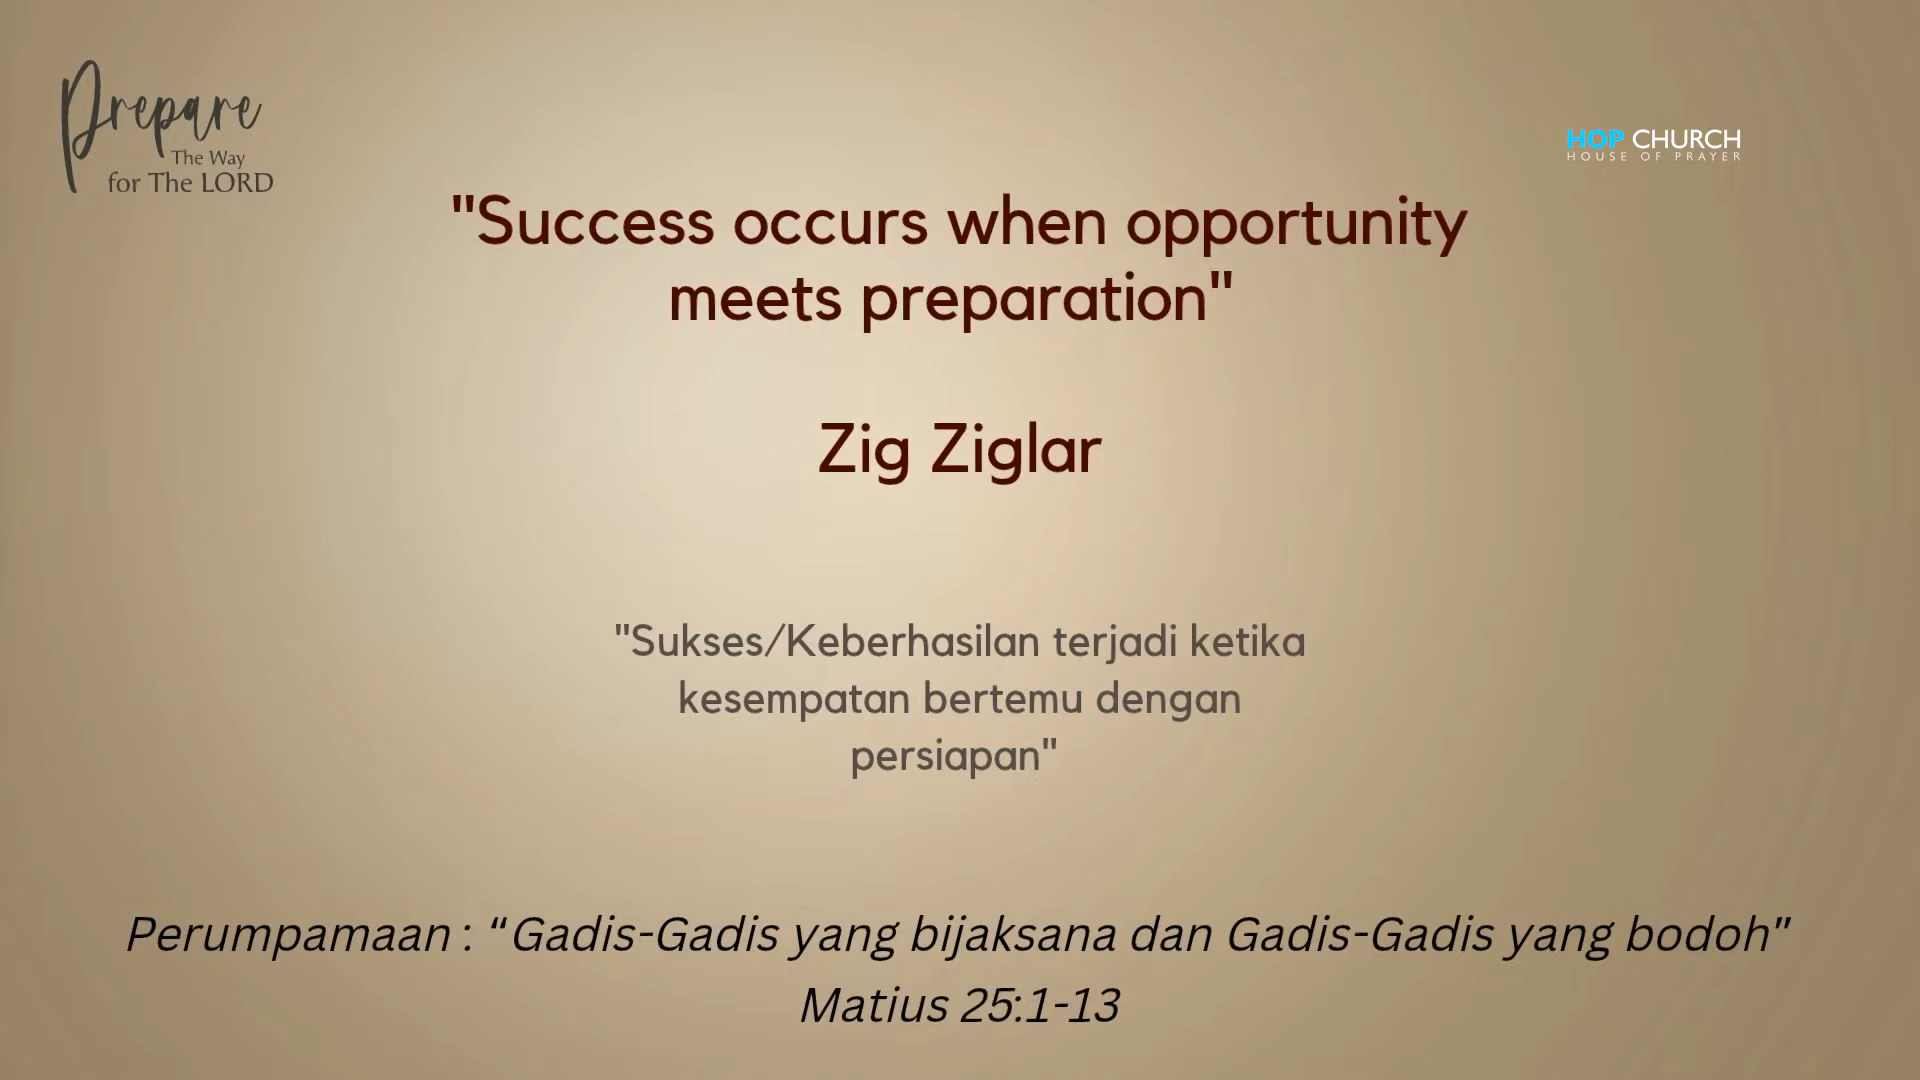 Prepare
The Way
for The LORD
HOP CHURCH
HOUSE OF PRAYER
"Success occurs when opportunity
meets preparation"
Zig Ziglar
"Sukses/Keberhasilan terjadi ketika
kesempatan bertemu dengan
persiapan"
Perumpamaan : “Gadis-Gadis yang bijaksana dan Gadis-Gadis yang bodoh”
Matius 25:1-13